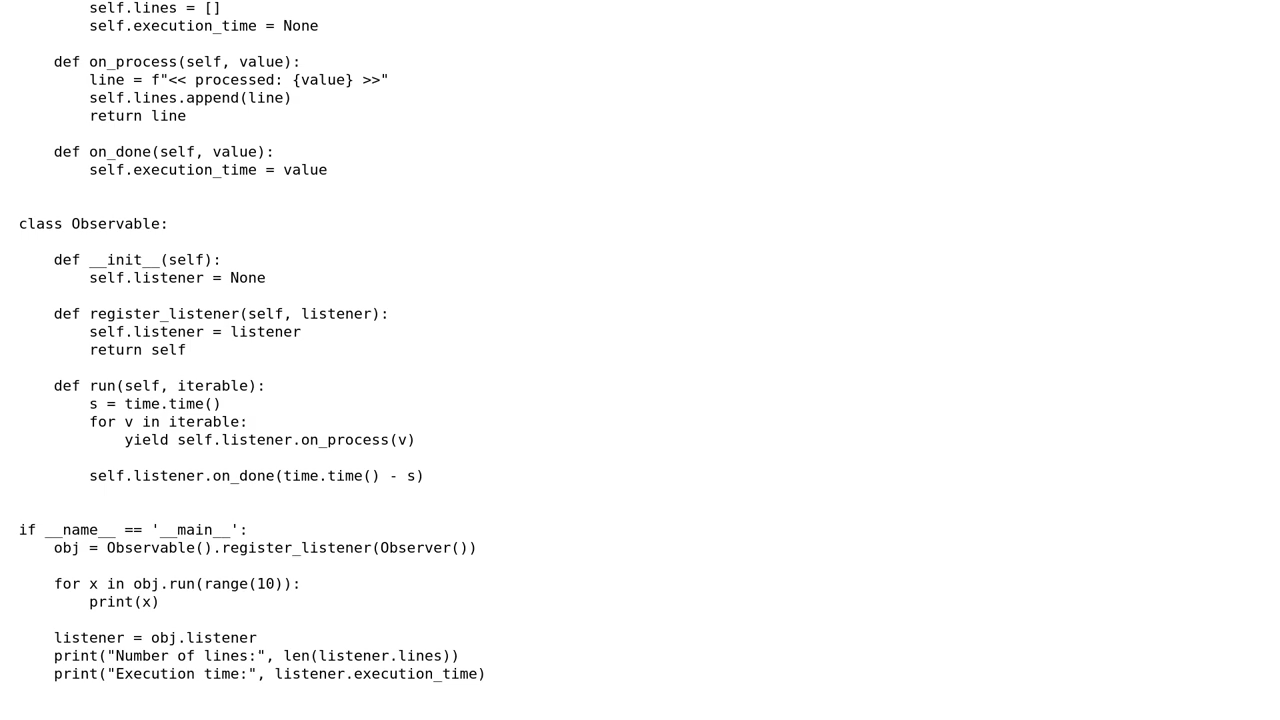 self.lines = []
        self.execution_time = None

    def on_process(self, value):
        line = f"<< processed: {value} >>"
        self.lines.append(line)
        return line

    def on_done(self, value):
        self.execution_time = value


class Observable:

    def __init__(self):
        self.listener = None

    def register_listener(self, listener):
        self.listener = listener
        return self

    def run(self, iterable):
        s = time.time()
        for v in iterable:
            yield self.listener.on_process(v)

        self.listener.on_done(time.time() - s)


if __name__ == '__main__':
    obj = Observable().register_listener(Observer())

    for x in obj.run(range(10)):
        print(x)

    listener = obj.listener
    print("Number of lines:", len(listener.lines))
    print("Execution time:", listener.execution_time)